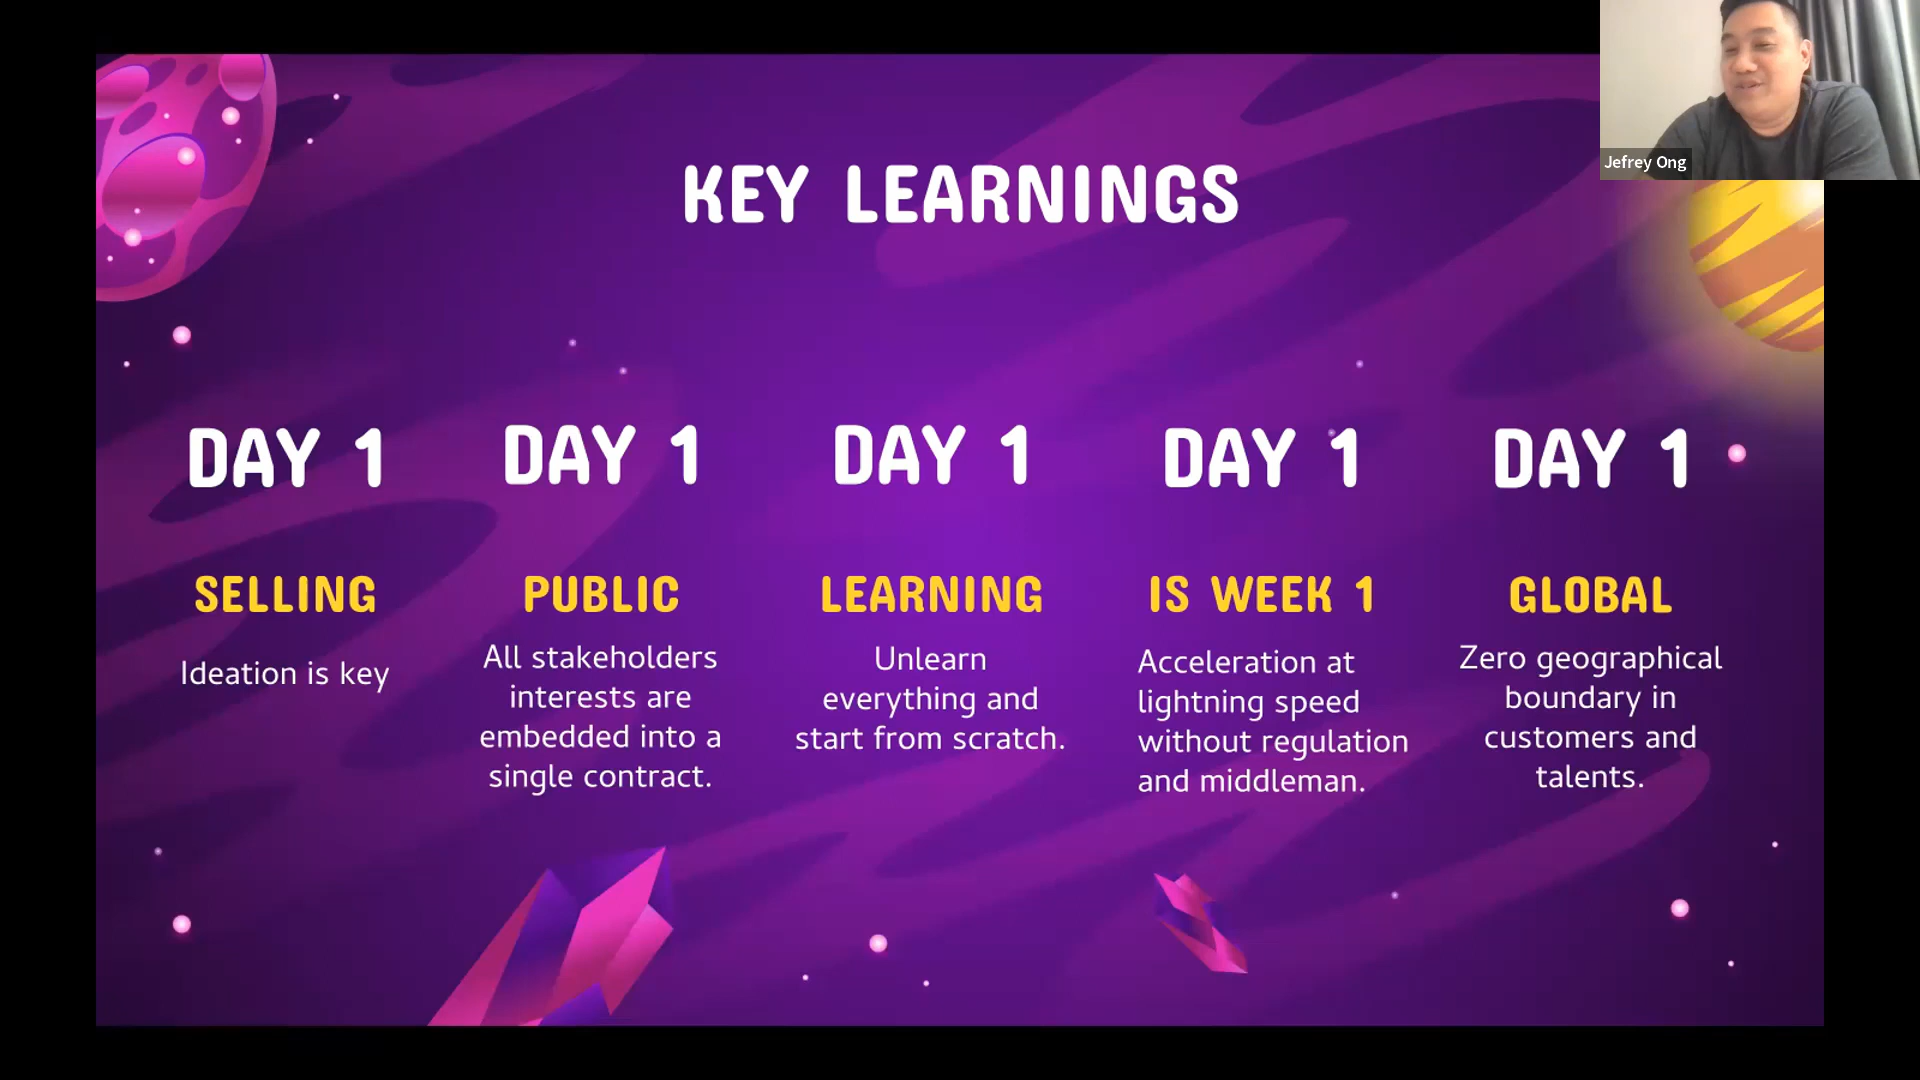 Jefrey Ong
KEY LEARNINGS
DAY 1
SELLING
Ideation is key
DAY 1
PUBLIC
All stakeholders
interests are
embedded into a
single contract.
DAY 1
LEARNING
Unlearn
everything and
start from scratch.
DAY 1
IS WEEK 1
Acceleration at
lightning speed
without regulation
and middleman.
DAY 1
GLOBAL
Zero geographical
boundary in
customers and
talents.